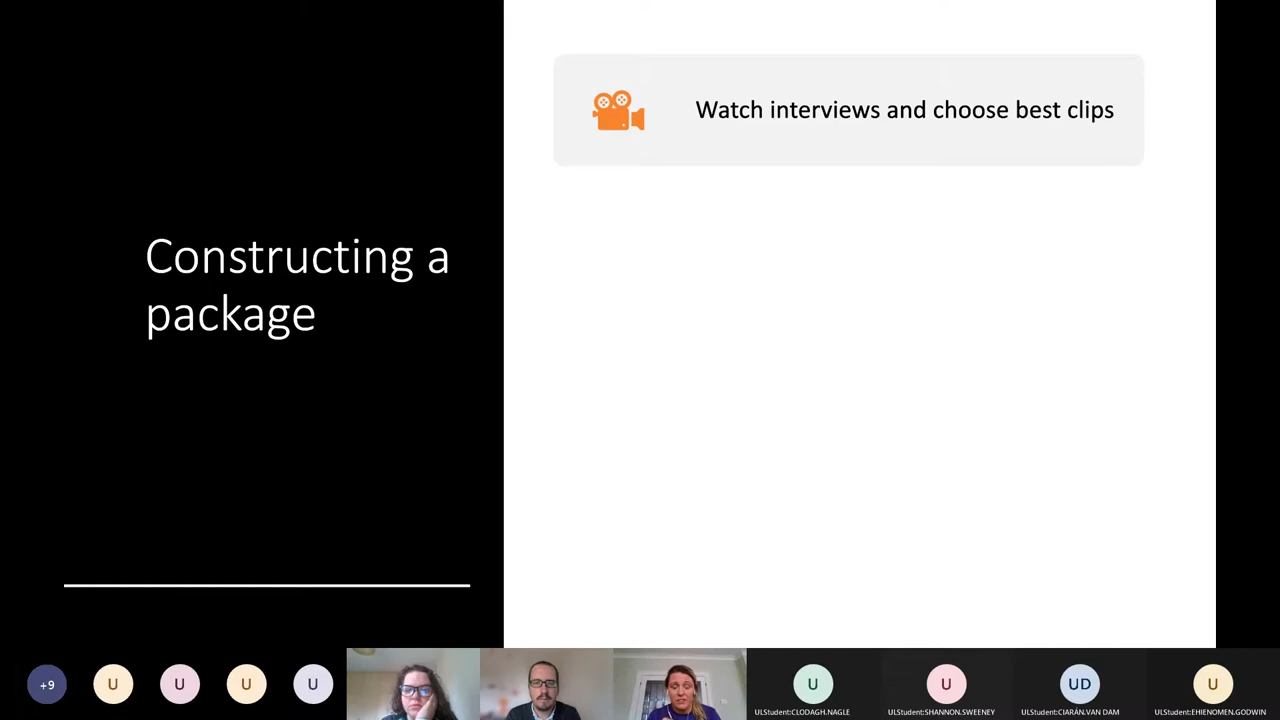 Watch interviews and choose best clips
Constructing a
package
+9
U
U
U
U
U
U
UD
U
ULStudent:CLODAGH.NAGLE
ULStudent:SHANNON.SWEENEY
ULStudent:CIARÁN.VAN DAM
ULStudent:EHIENOMEN.GODWIN